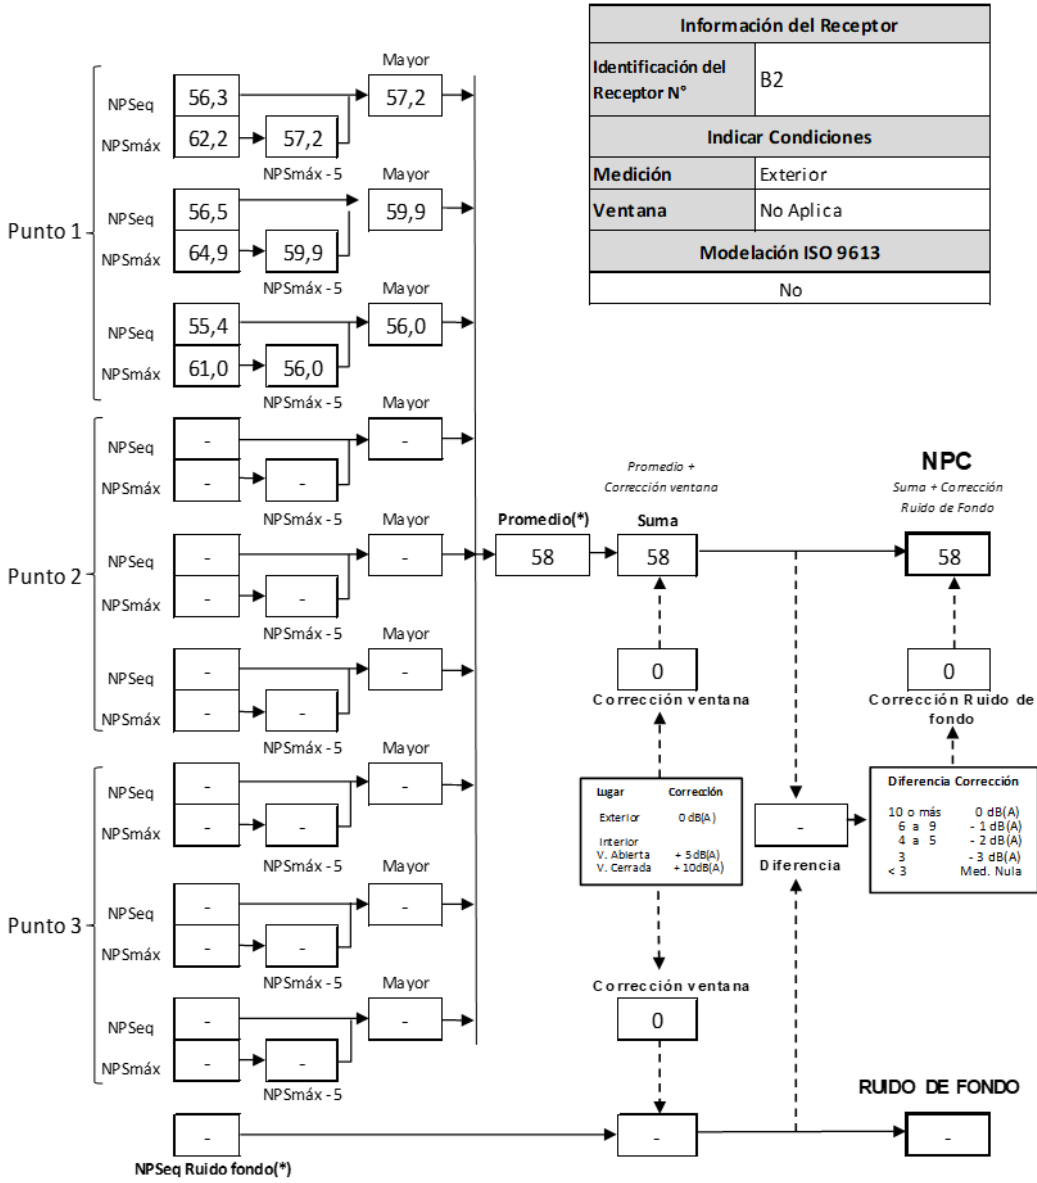 Información del Receptor
Identificación del Receptor N°
B2
Indicar Condiciones
Medición
Exterior
Ventana
No Aplica
Modelación ISO 9613
No
Punto 1
Mayor
NPSeq
56,3
57,2
NPSmáx
62,2
57,2
NPSmáx - 5
Mayor
NPSeq
56,5
59,9
NPSmáx
64,9
59,9
NPSmáx - 5
Mayor
NPSeq
55,4
56,0
NPSmáx
61,0
56,0
NPSmáx - 5
Punto 2
Mayor
NPSeq
-
-
NPSmáx
-
-
NPSmáx - 5
Mayor
NPSeq
-
-
NPSmáx
-
-
NPSmáx - 5
Mayor
NPSeq
-
-
NPSmáx
-
-
NPSmáx - 5
Punto 3
Mayor
NPSeq
-
-
NPSmáx
-
-
NPSmáx - 5
Mayor
NPSeq
-
-
NPSmáx
-
-
NPSmáx - 5
Mayor
NPSeq
-
-
NPSmáx
-
-
NPSmáx - 5
-
NPSeq Ruido fondo(*)
Promedio(*)
58
Promedio +
Corrección ventana
Suma
58
0
Corrección ventana
Lugar Corrección
Exterior 0 dB(A)
Interior
V. Abierta + 5dB(A)
V. Cerrada + 10dB(A)
Corrección ventana
0
-
-
Diferencia
NPC
Suma + Corrección
Ruido de Fondo
58
0
Corrección Ruido de
fondo
Diferencia Corrección
10 o más 0 dB(A)
6 a 9 - 1 dB(A)
4 a 5 - 2 dB(A)
3 - 3 dB(A)
< 3 Med. Nula
RUIDO DE FONDO
-